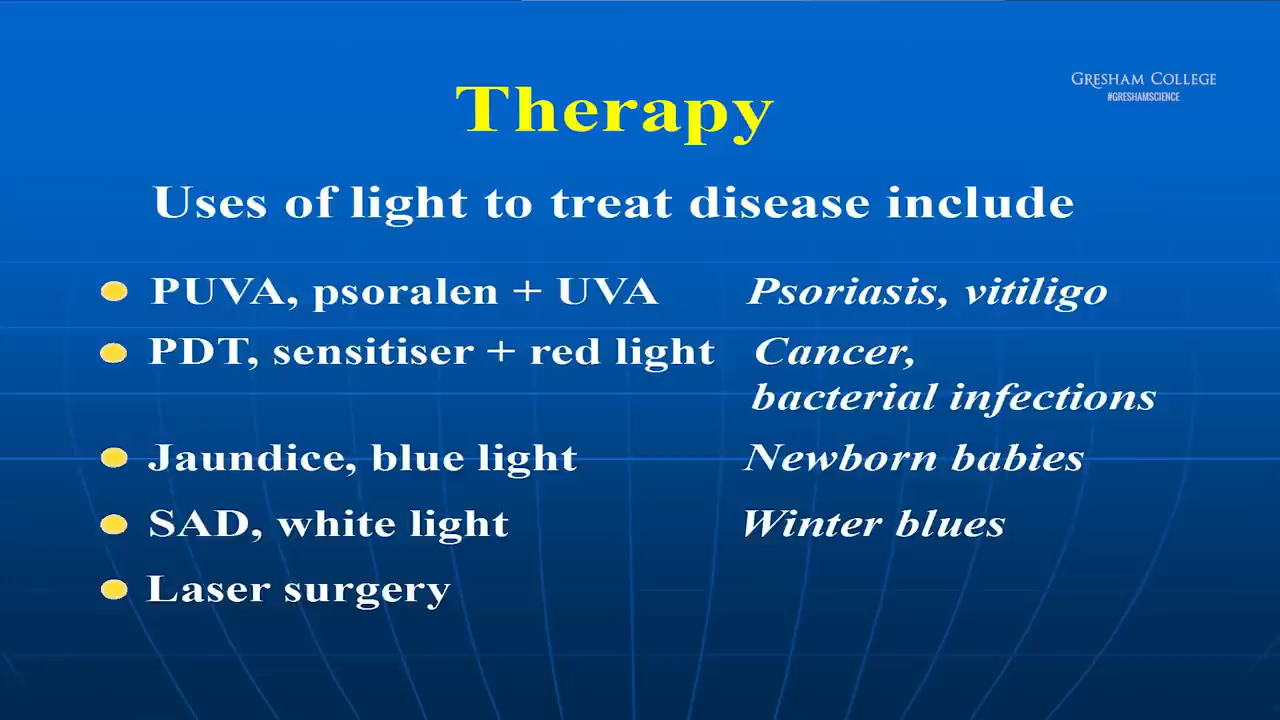 GRESHAM COLLEGE
#GRESHAMSCIENCE
Therapy
Uses of light to treat disease include
PUVA, psoralen + UVA Psoriasis, vitiligo
PDT, sensitiser + red light Cancer,
bacterial infections
Jaundice, blue light Newborn babies
SAD, white light Winter blues
Laser surgery